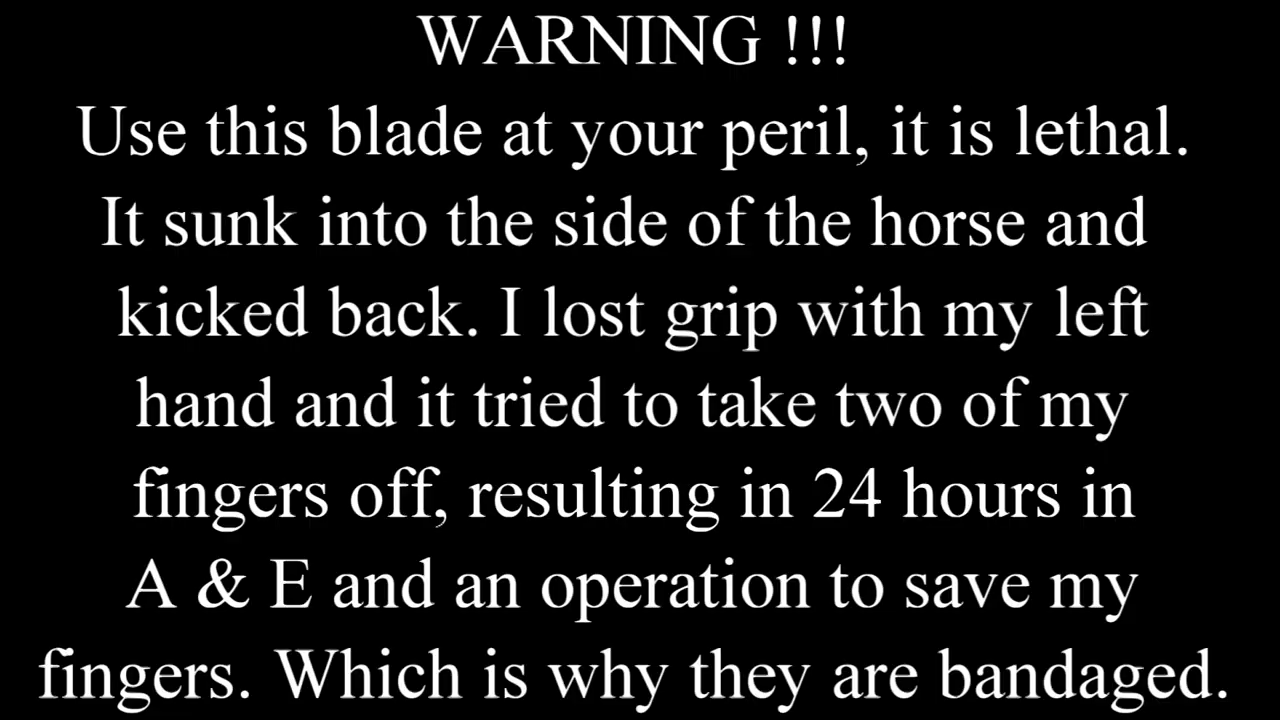 WARNING !!!
Use this blade at your peril, it is lethal.
It sunk into the side of the horse and
kicked back. I lost grip with my left
hand and it tried to take two of my
fingers off, resulting in 24 hours in
A & E and an operation to save my
fingers. Which is why they are bandaged.